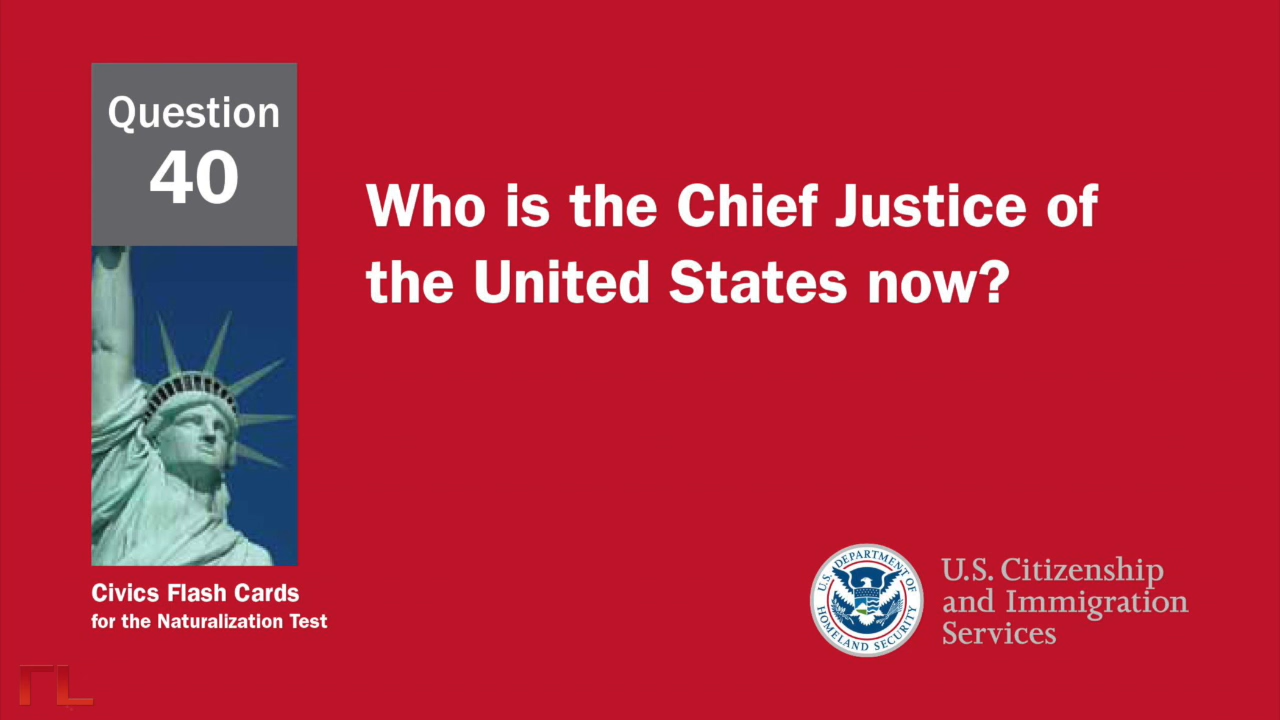 Question
40
Who is the Chief Justice of
the United States now?
Civics Flash Cards
for the Naturalization Test
U.S. DEPARTMENT OF
HOMELAND SECURITY
U.S. Citizenship
and Immigration
Services